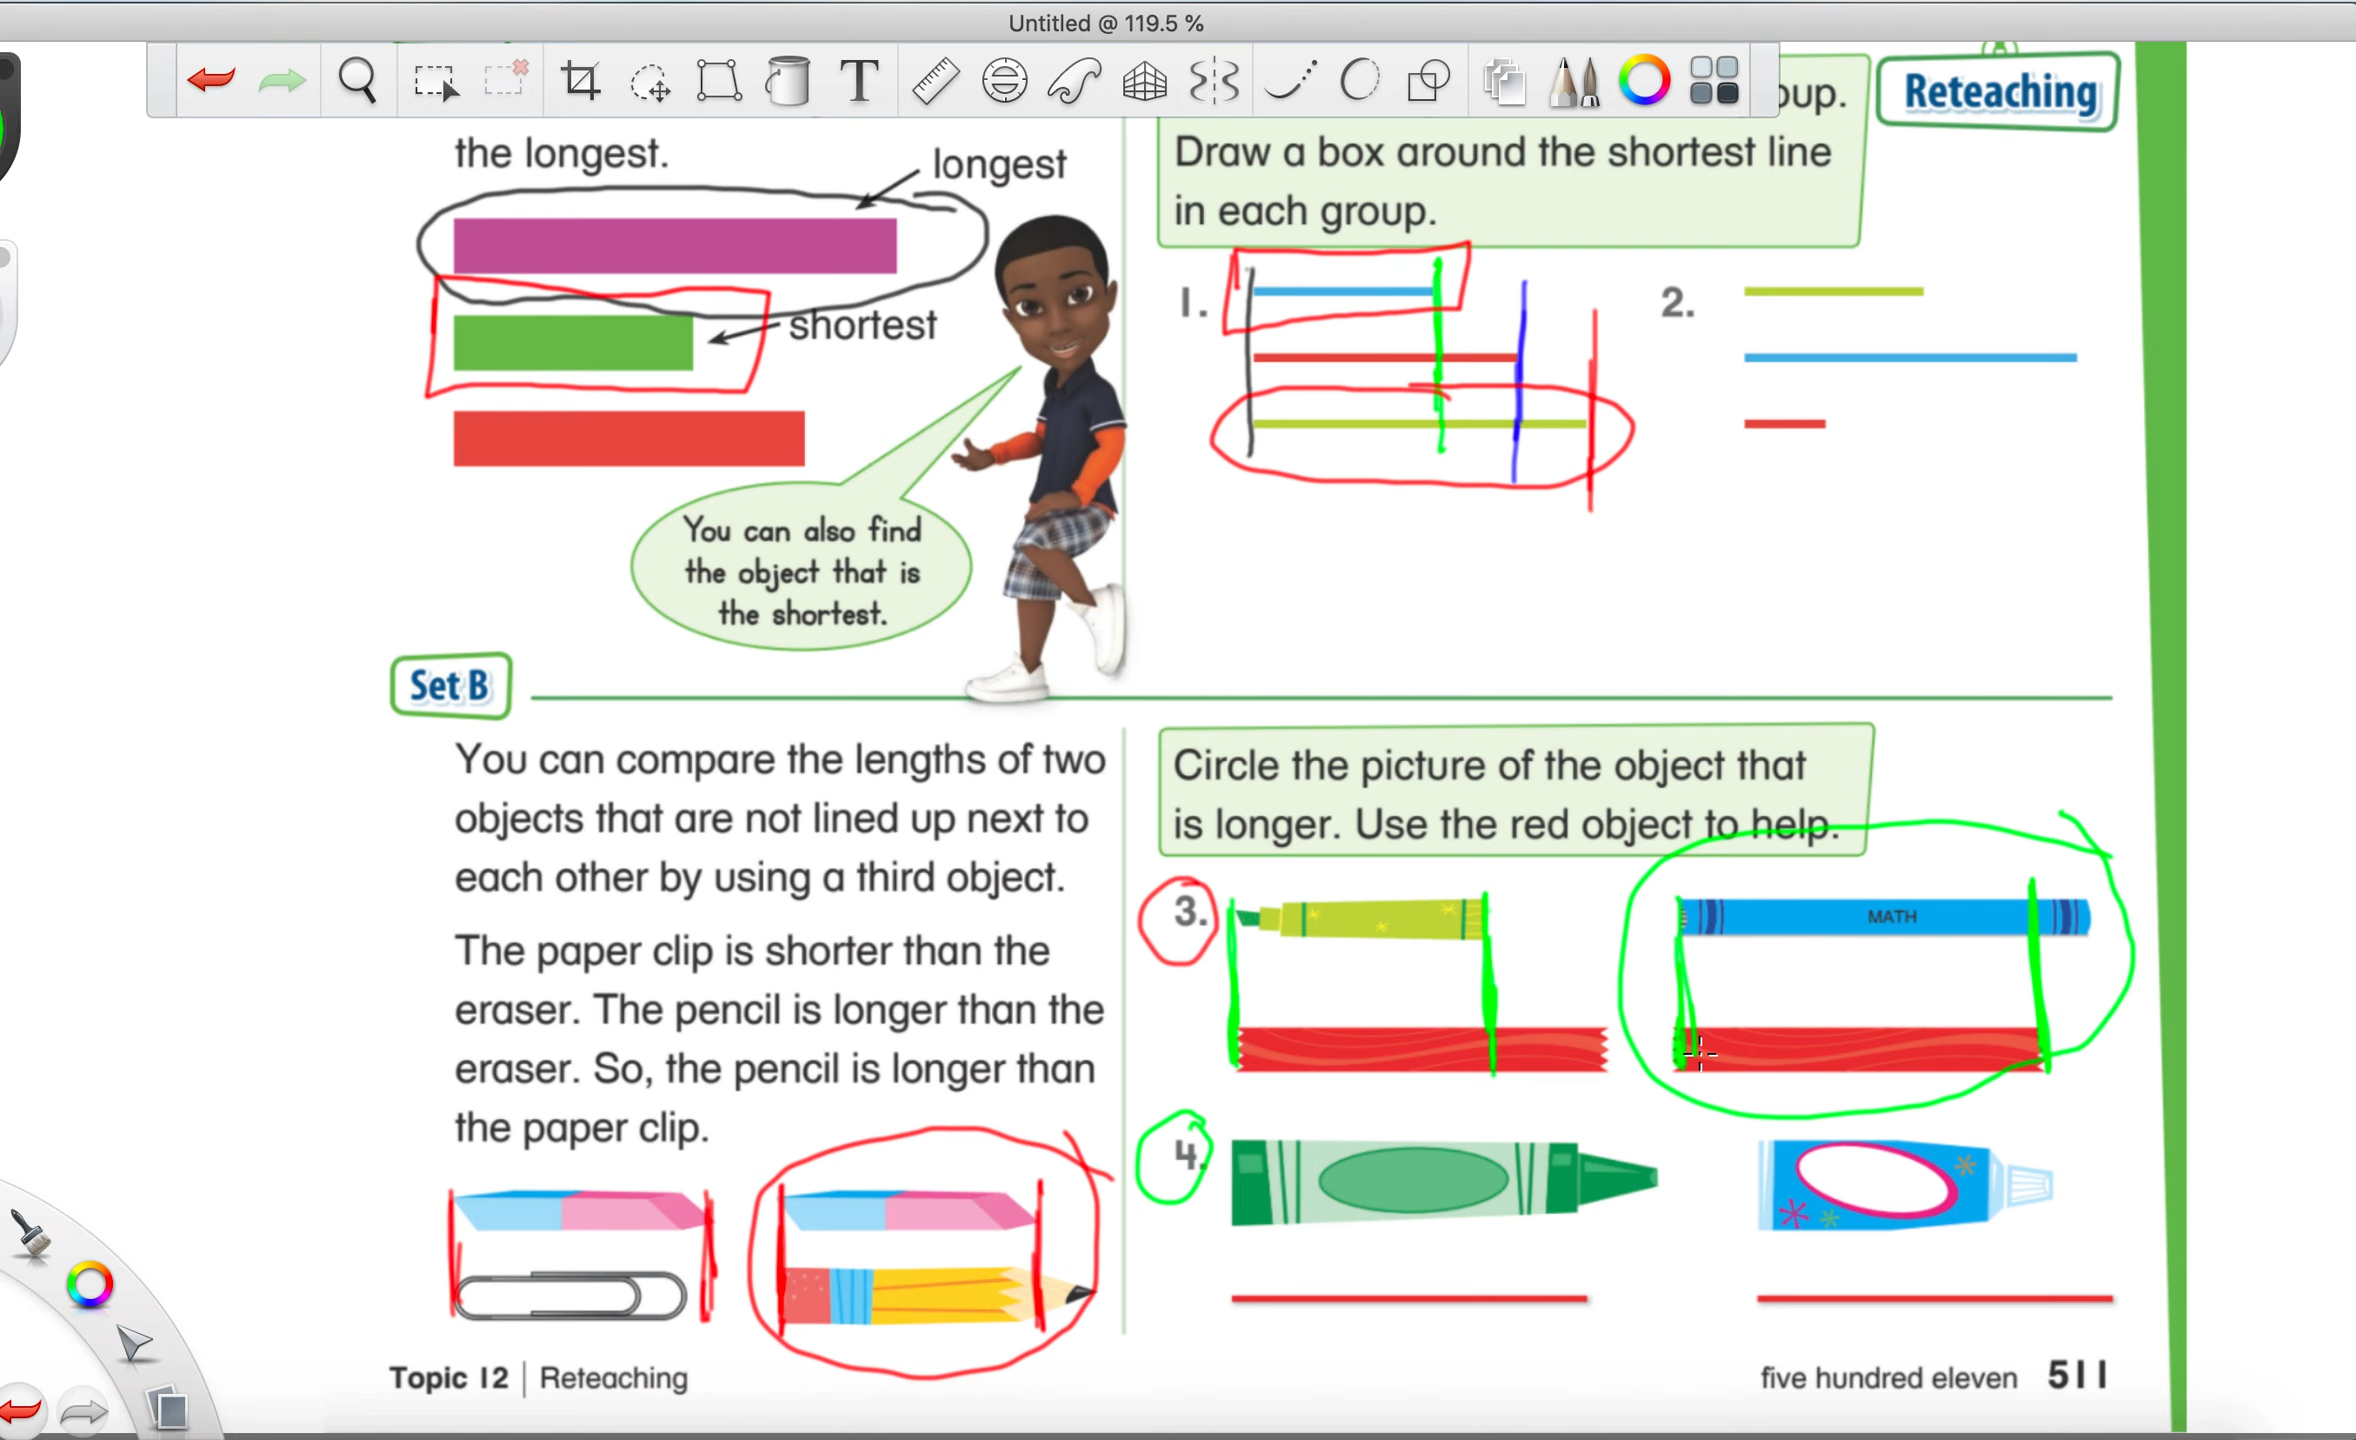 Untitled @ 119.5 %
the longest.
longest
shortest
You can also find
the object that is
the shortest.
oup.
Draw a box around the shortest line
in each group.
Reteaching
1.
2.
Set B
You can compare the lengths of two
objects that are not lined up next to
each other by using a third object.
The paper clip is shorter than the
eraser. The pencil is longer than the
eraser. So, the pencil is longer than
the paper clip.
Circle the picture of the object that
is longer. Use the red object to help.
3.
MATH
4.
Topic 12 | Reteaching
five hundred eleven 511